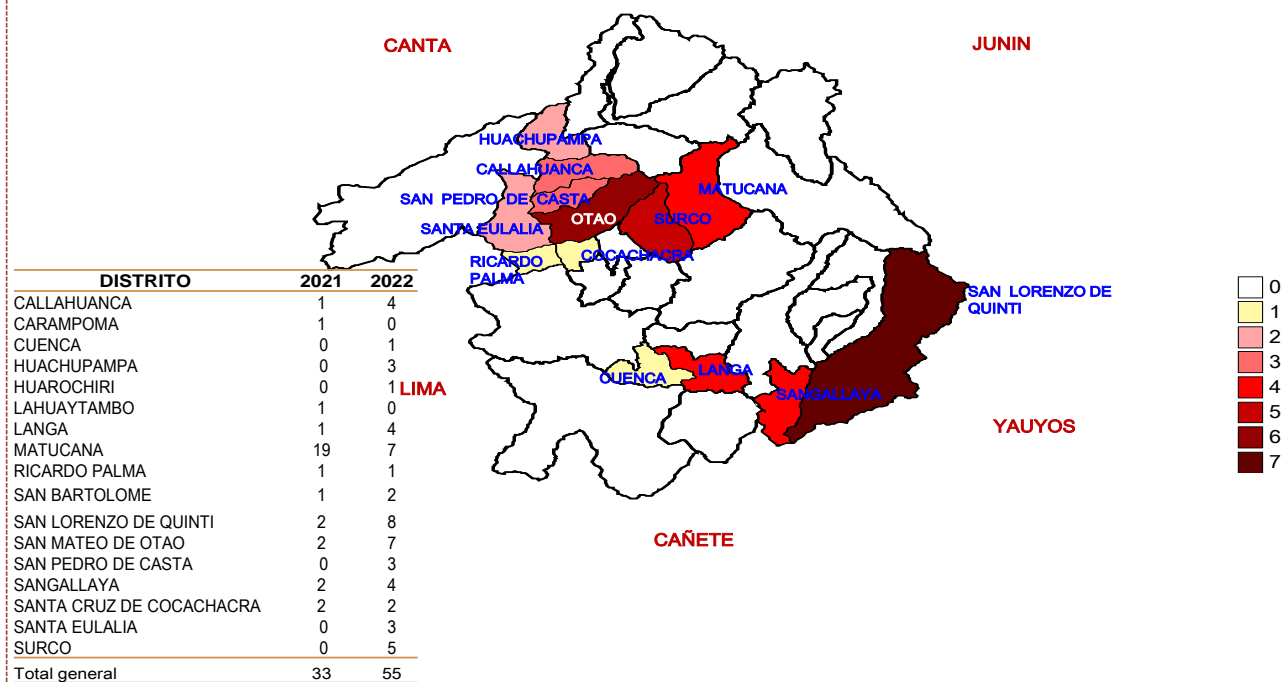 CANTA
JUNIN
HUACHUPAMPA
CALLAHUANCA
MATUCANA
SAN PEDRO DE CASTA
OTAO
SURCO
SANTA EULALIA
COCACHACRA
RICARDO
PALMA
SAN LORENZO DE
QUINTI
LIMA
CUENCA
LANGA
SANGALLAYA
YAUYOS
CAÑETE
0
1
2
3
4
5
6
7
DISTRITO 2021 2022
CALLAHUANCA 1 4
CARAMPOMA 1 0
CUENCA 0 1
HUACHUPAMPA 0 3
HUAROCHIRI 0 1
LAHUAYTAMBO 1 0
LANGA 1 4
MATUCANA 19 7
RICARDO PALMA 1 1
SAN BARTOLOME 1 2
SAN LORENZO DE QUINTI 2 8
SAN MATEO DE OTAO 2 7
SAN PEDRO DE CASTA 0 3
SANGALLAYA 2 4
SANTA CRUZ DE COCACHACRA 2 2
SANTA EULALIA 0 3
SURCO 0 5
Total general 33 55